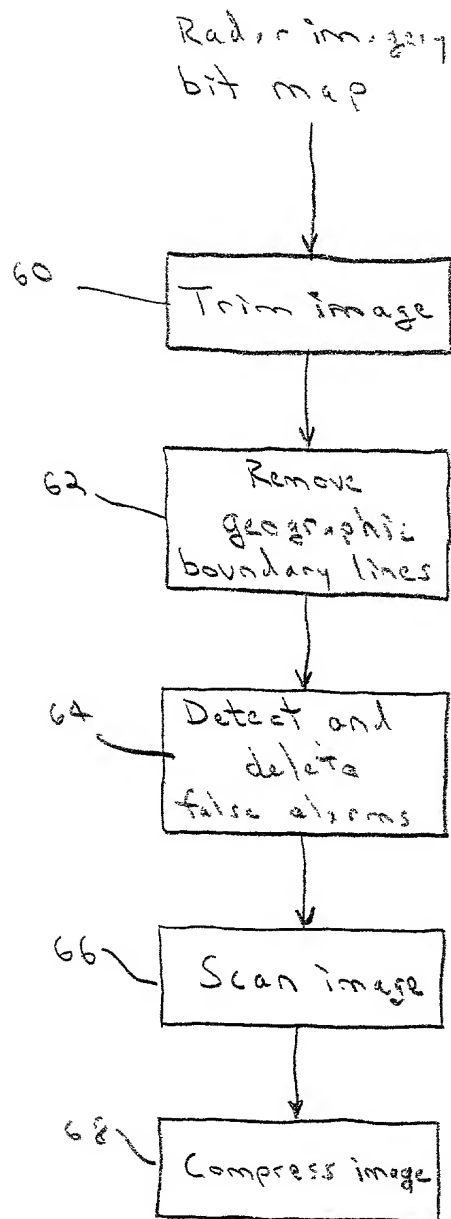 Radar imagery
bit map
60
Trim image
62
Remove
geographic
boundary lines
64
Detect and
delete
false alarms
66
Scan image
68
Compress image